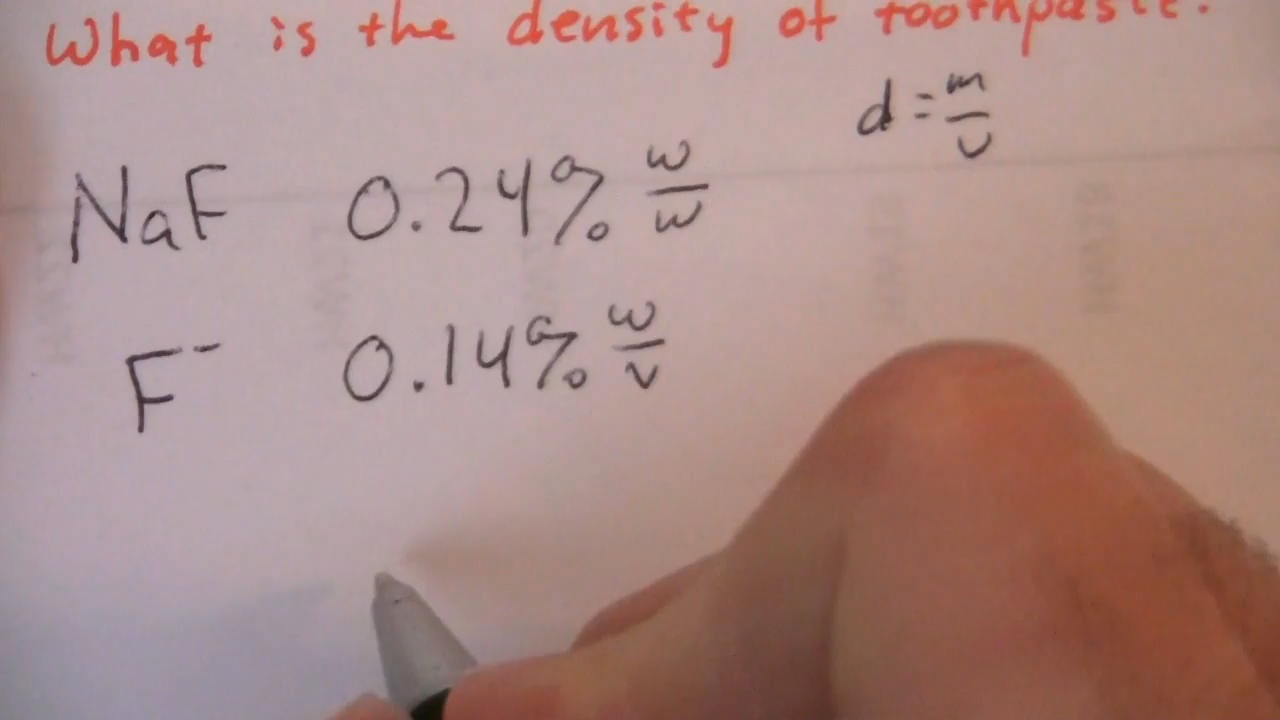 What is the density of toothpaste?
d = m/v
NaF 0.24% w/w
F⁻ 0.14% w/v